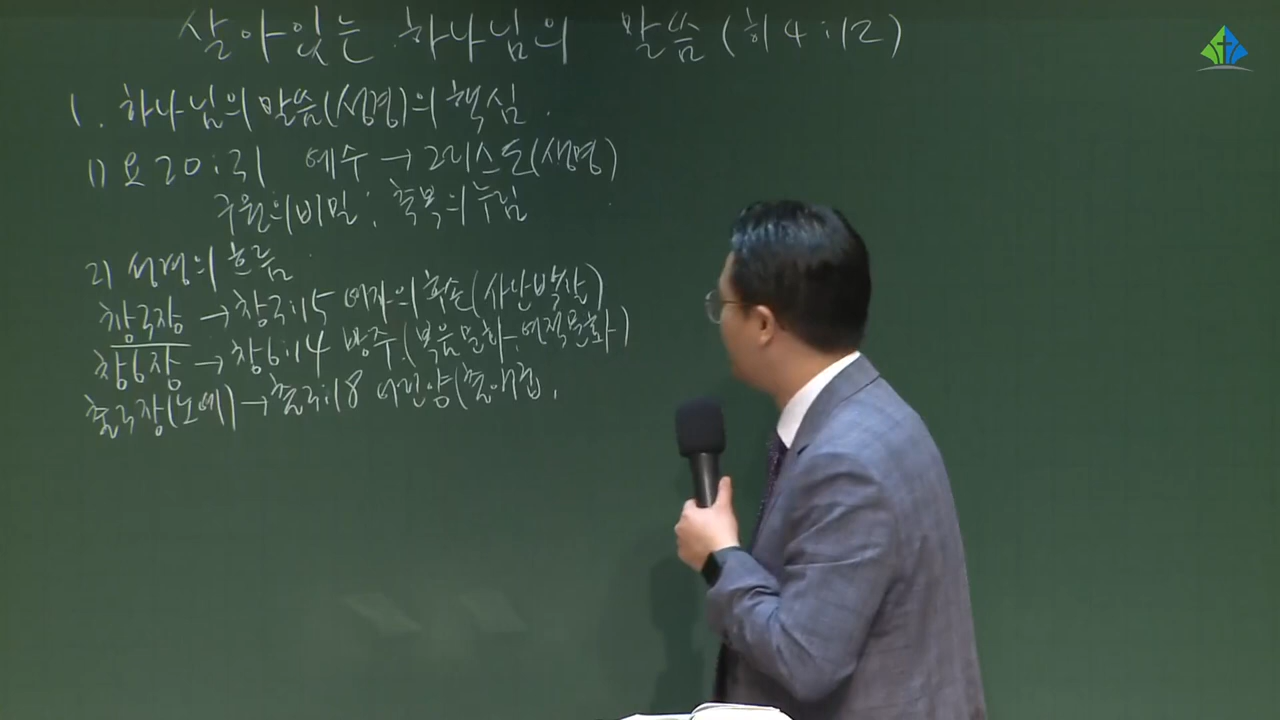 살아있는 하나님의 말씀 (히 4:12)
1. 하나님의 말씀(성경)의 핵심.
1) 요 20:31 예수 → 그리스도(생명)
구원의 비밀, 축복의 누림
2) 성경의 흐름.
창3장 → 창3:15 여자의 후손(사단박살)
창6장 → 창6:14 방주.(복음문화-영적문화)
출3장(노예) → 출3:18 어린양(출애굽,